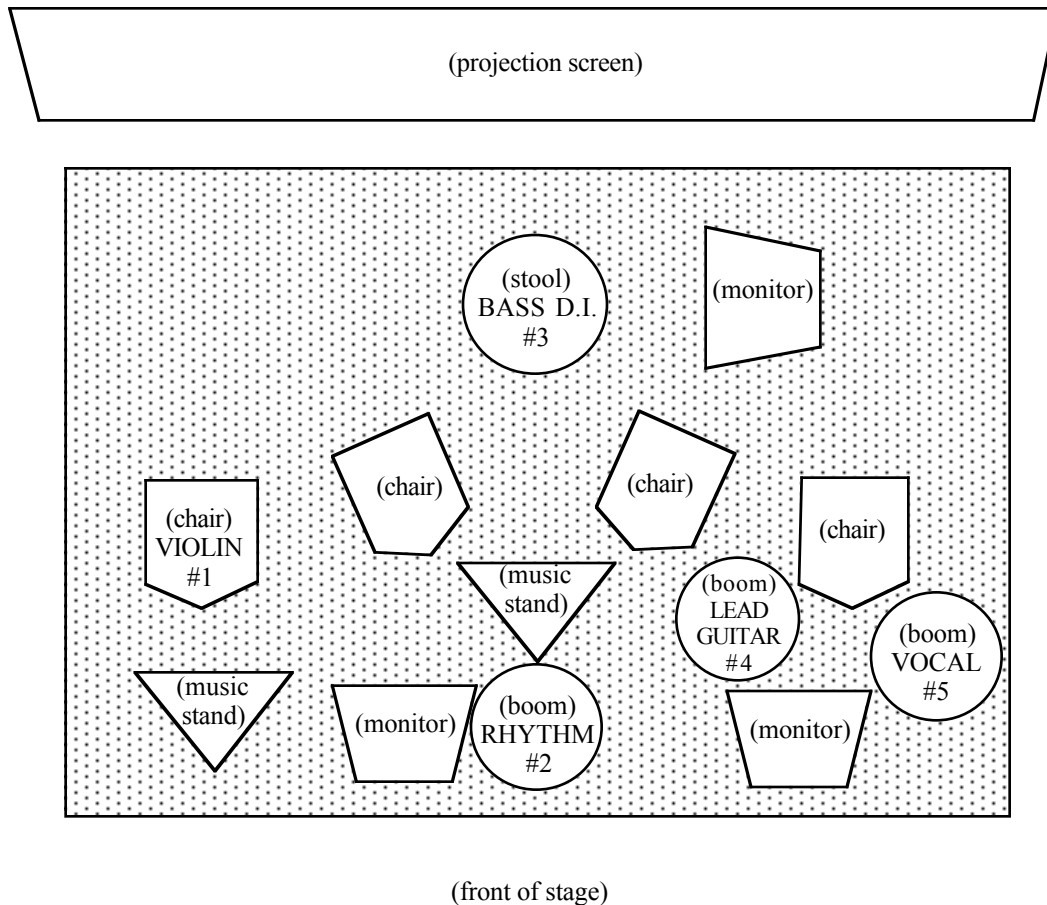 (projection screen)
(stool)
BASS D.I.
#3
(monitor)
(chair)
(chair)
(chair)
VIOLIN
#1
(chair)
(music
stand)
(boom)
LEAD
GUITAR
#4
(boom)
VOCAL
#5
(music
stand)
(monitor)
(boom)
RHYTHM
#2
(monitor)
(front of stage)